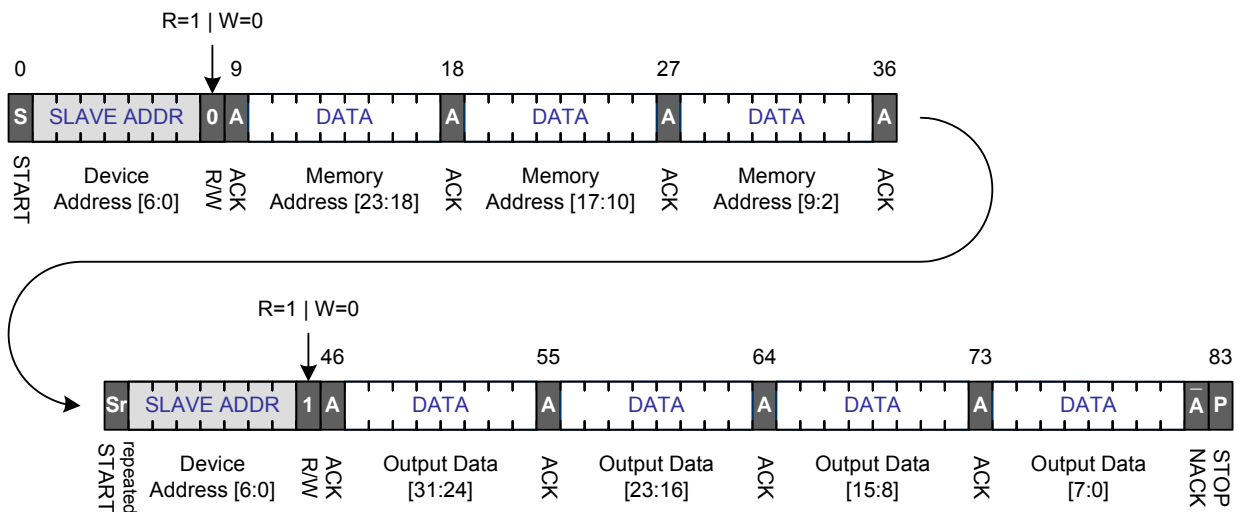 R=1 | W=0
0 9 18 27 36
S SLAVE ADDR 0 A DATA A DATA A DATA A
START Device R/W ACK Memory ACK Memory ACK Memory ACK
Address [6:0] Address [23:18] Address [17:10] Address [9:2]
R=1 | W=0
46 55 64 73 83
Sr SLAVE ADDR 1 A DATA A DATA A DATA A DATA A̅ P
repeated START Device R/W ACK Output Data ACK Output Data ACK Output Data ACK Output Data NACK STOP
Address [6:0] [31:24] [23:16] [15:8] [7:0]